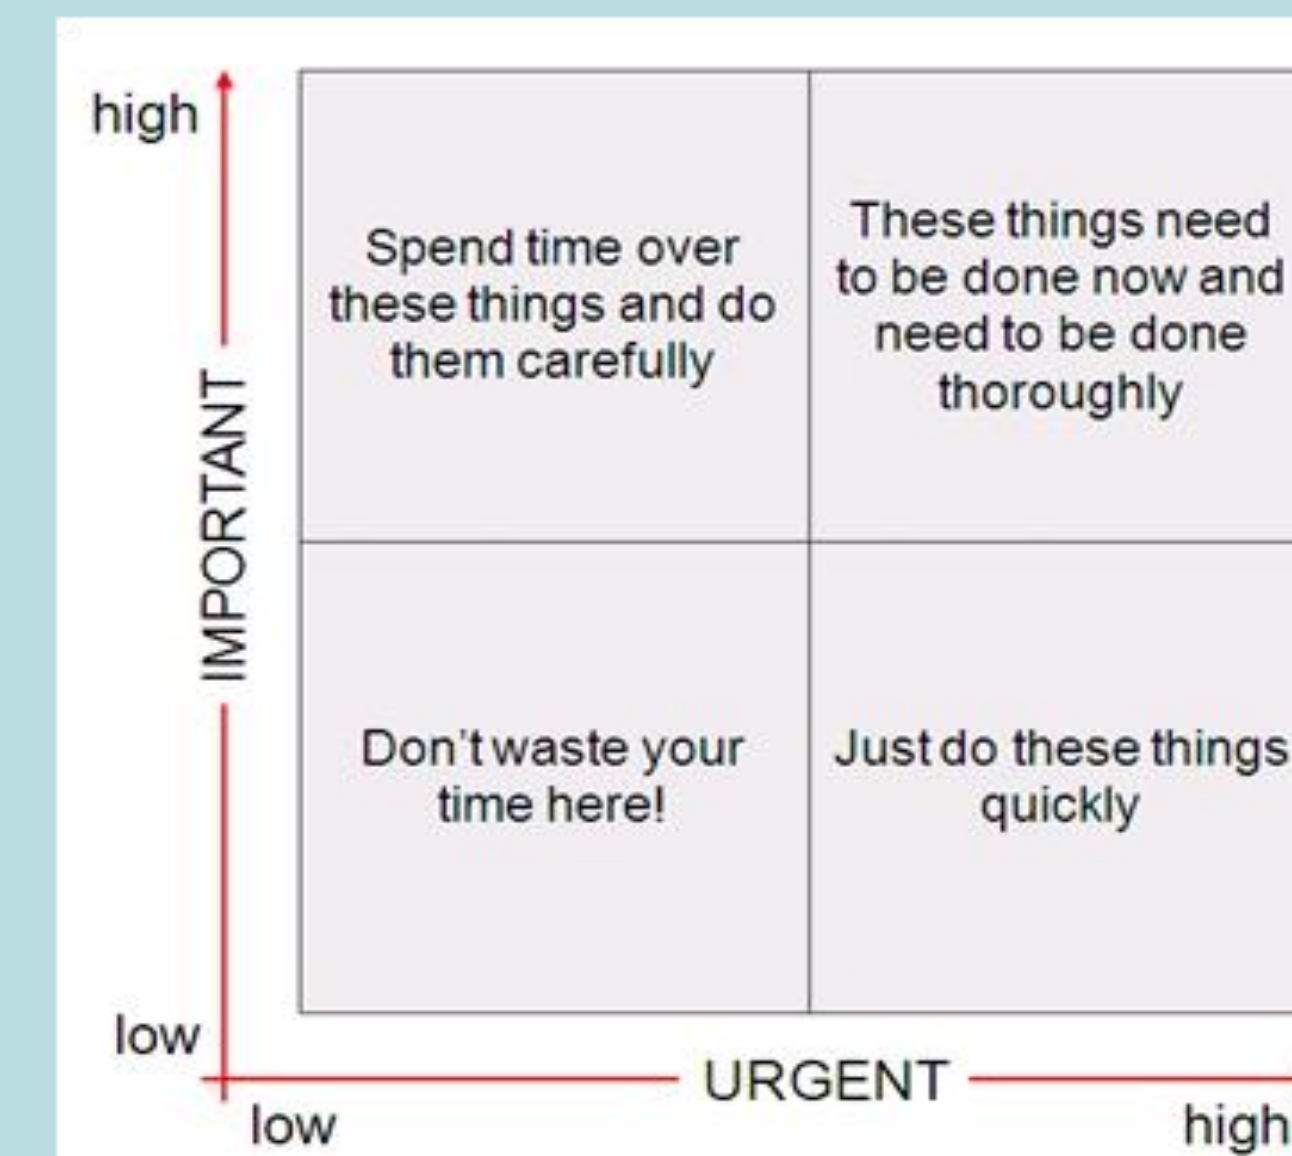 high
Spend time over
these things and do
them carefully
These things need
to be done now and
need to be done
thoroughly
IMPORTANT
Don't waste your
time here!
Just do these things
quickly
low
URGENT
low
high